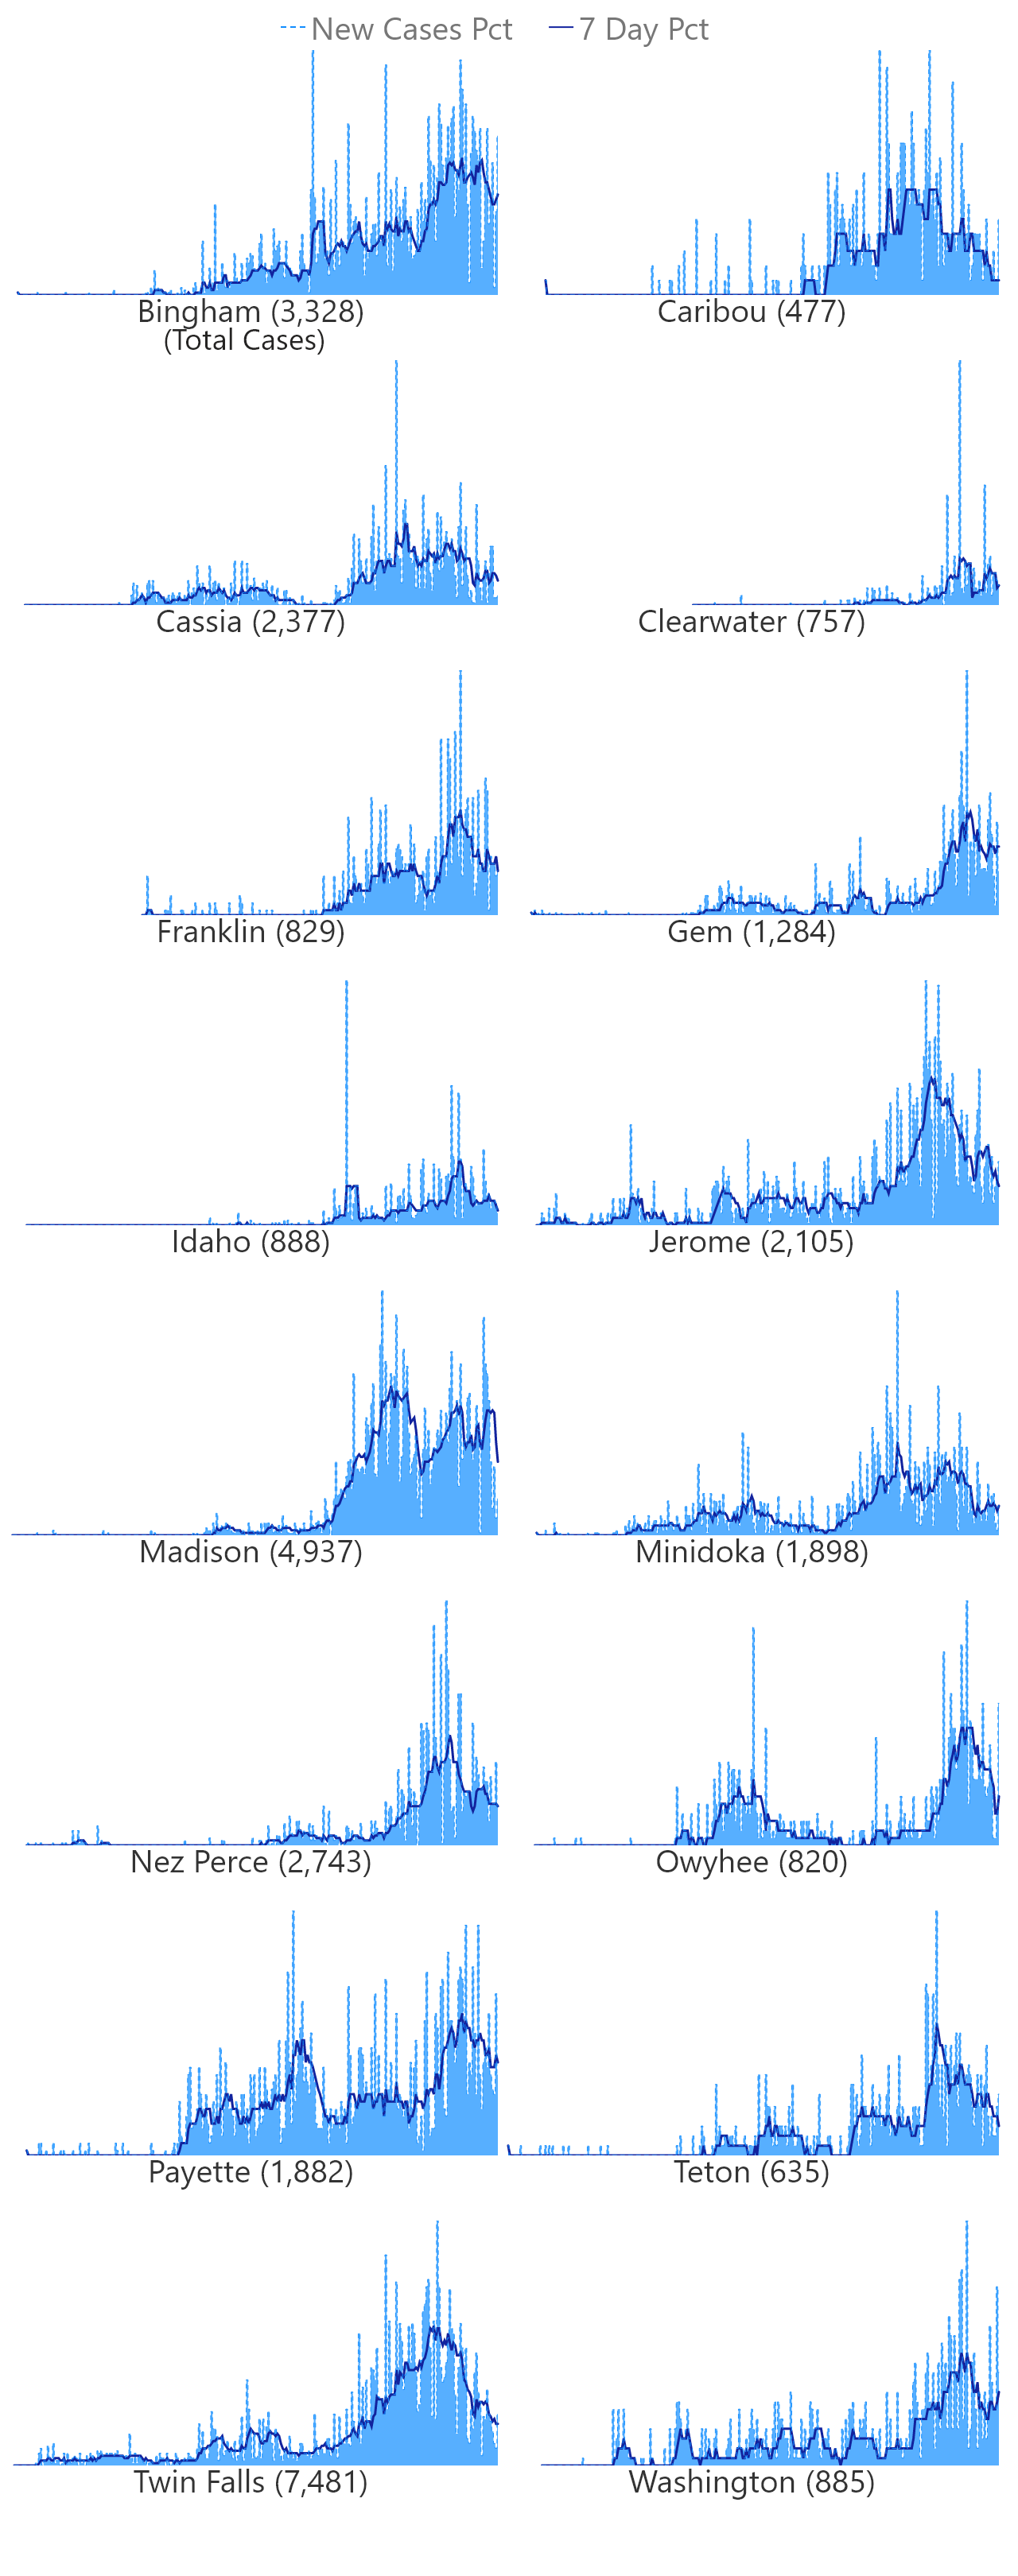 New Cases Pct 7 Day Pct
Bingham (3,328) Caribou (477)
(Total Cases)
Cassia (2,377) Clearwater (757)
Franklin (829) Gem (1,284)
Idaho (888) Jerome (2,105)
Madison (4,937) Minidoka (1,898)
Nez Perce (2,743) Owyhee (820)
Payette (1,882) Teton (635)
Twin Falls (7,481) Washington (885)